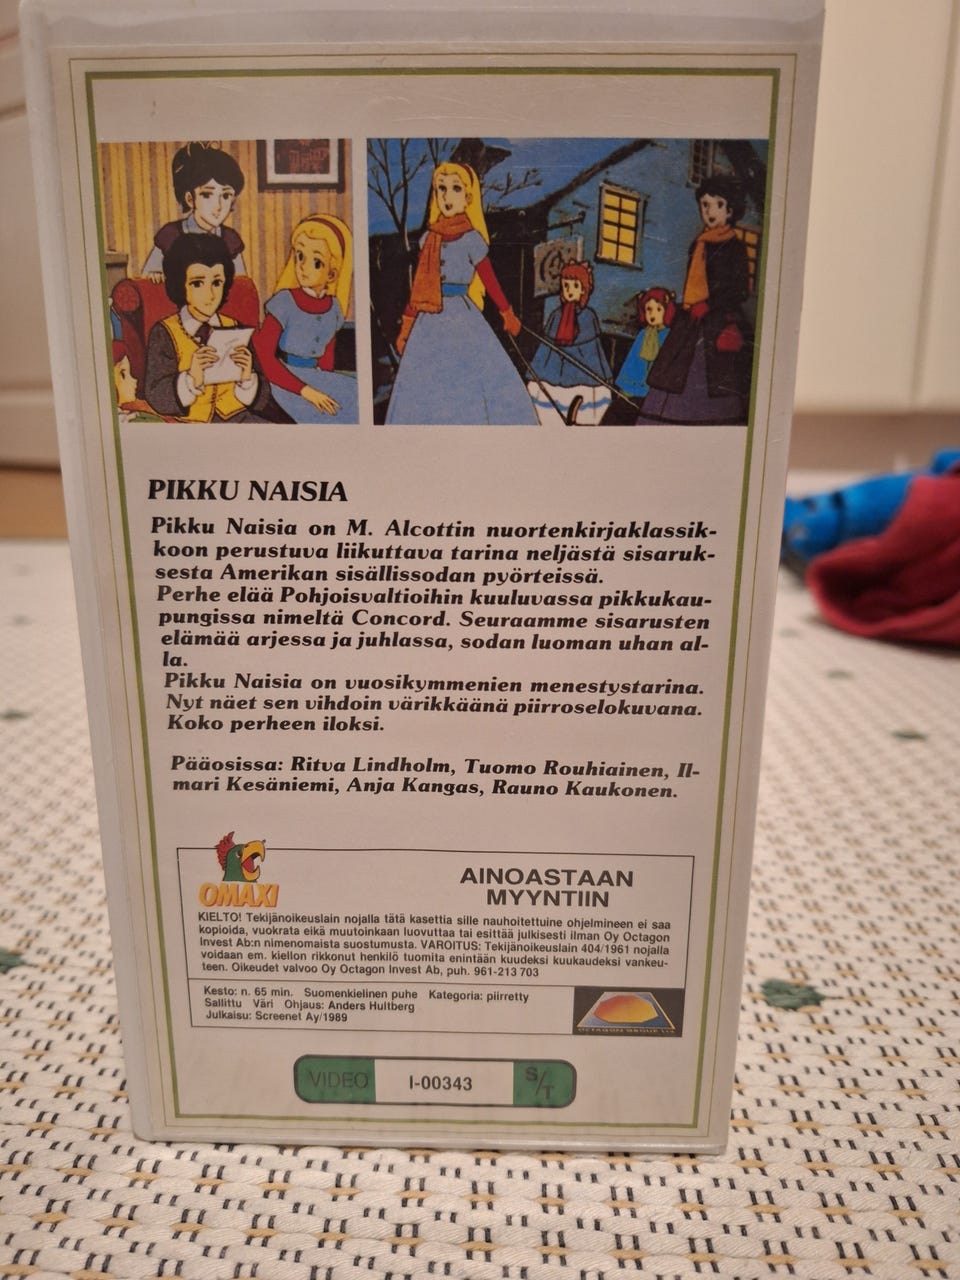 PIKKU NAISIA
Pikku Naisia on M. Alcottin nuortenkirjaklassik-
koon perustuva liikuttava tarina neljästä sisaruk-
sesta Amerikan sisällissodan pyörteissä.
Perhe elää Pohjoisvaltioihin kuuluvassa pikkukau-
pungissa nimeltä Concord. Seuraamme sisarusten
elämää arjessa ja juhlassa, sodan luoman uhan al-
la.
Pikku Naisia on vuosikymmenien menestystarina.
Nyt näet sen vihdoin värikkäänä piirroselokuvana.
Koko perheen iloksi.
Pääosissa: Ritva Lindholm, Tuomo Rouhiainen, Il-
mari Kesäniemi, Anja Kangas, Rauno Kaukonen.
OMAXI
AINOASTAAN
MYYNTIIN
KIELTO! Tekijänoikeuslain nojalla tätä kasettia sille nauhoitettuine ohjelmineen ei saa
kopioida, vuokrata eikä muutoinkaan luovuttaa tai esittää julkisesti ilman Oy Octagon
Invest Ab:n nimenomaista suostumusta. VAROITUS: Tekijänoikeuslain 404/1961 nojalla
voidaan em. kiellon rikkonut henkilö tuomita enintään kuudeksi kuukaudeksi vankeu-
teen. Oikeudet valvoo Oy Octagon Invest Ab, puh. 961-213 703
Kesto: n. 65 min. Suomenkielinen puhe Kategoria: piirretty
Sallittu Väri Ohjaus: Anders Hultberg
Julkaisu: Screenet Ay/1989
OCTAGON GROUP Ltd
VIDEO I-00343 S/T